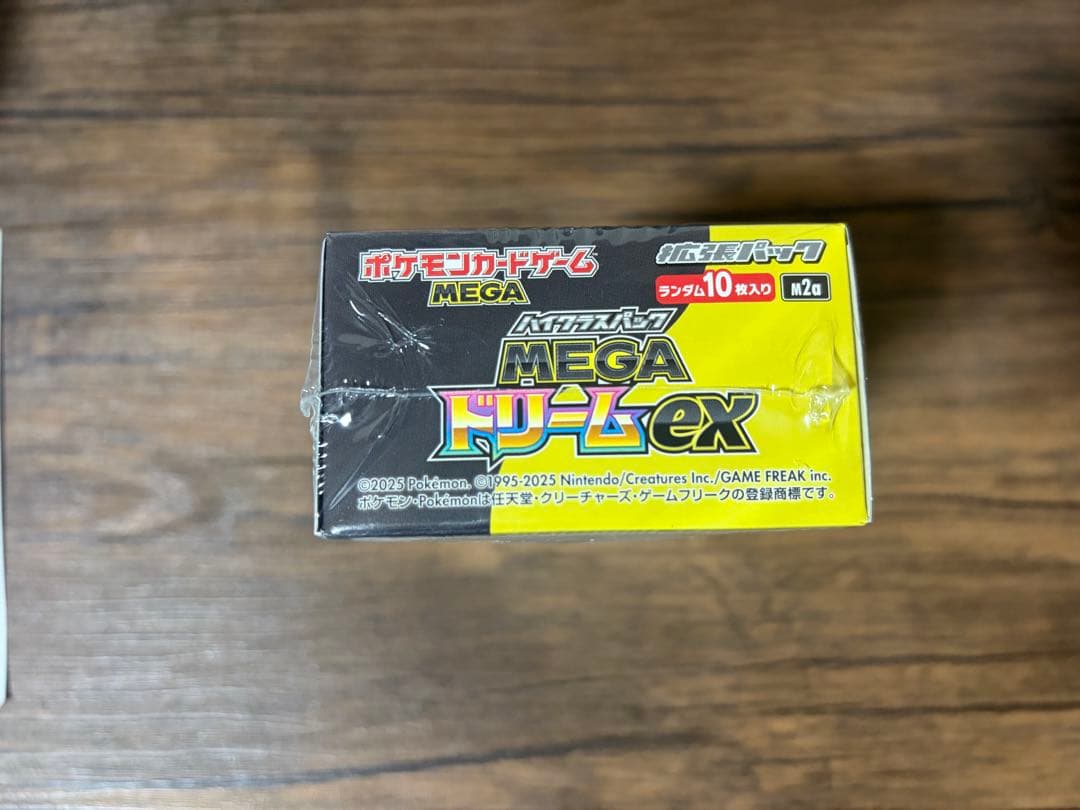 ポケモンカードゲーム
MEGA
拡張パック
ランダム10枚入り M2a
ハイクラスパック
MEGA
ドリームex
©2025 Pokémon. ©1995-2025 Nintendo/Creatures Inc./GAME FREAK inc.
ポケモン・Pokémonは任天堂・クリーチャーズ・ゲームフリークの登録商標です。